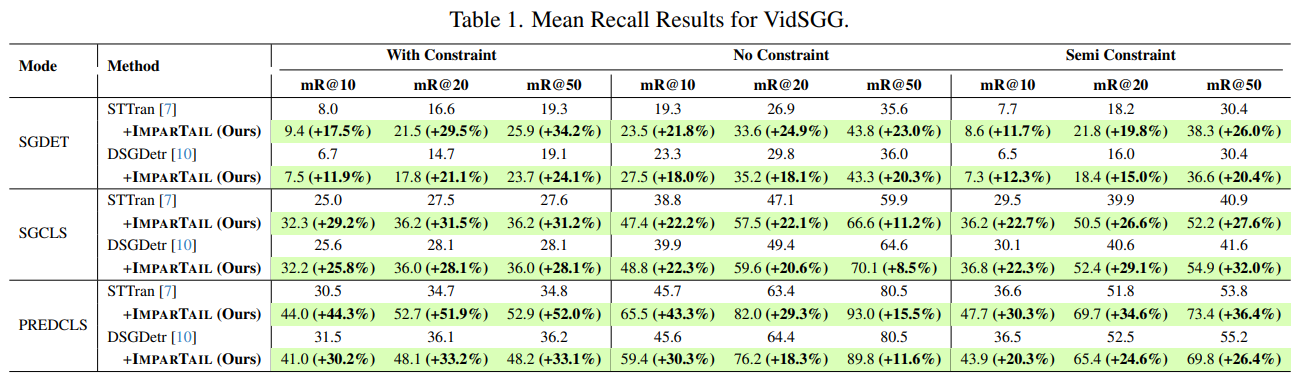 Table 1. Mean Recall Results for VidSGG.
Mode Method With Constraint No Constraint Semi Constraint
mR@10 mR@20 mR@50 mR@10 mR@20 mR@50 mR@10 mR@20 mR@50
SGDET
STTran [7] 8.0 16.6 19.3 19.3 26.9 35.6 7.7 18.2 30.4
+IMPARTAIL (Ours) 9.4 (+17.5%) 21.5 (+29.5%) 25.9 (+34.2%) 23.5 (+21.8%) 33.6 (+24.9%) 43.8 (+23.0%) 8.6 (+11.7%) 21.8 (+19.8%) 38.3 (+26.0%)
DSGDetr [10] 6.7 14.7 19.1 23.3 29.8 36.0 6.5 16.0 30.4
+IMPARTAIL (Ours) 7.5 (+11.9%) 17.8 (+21.1%) 23.7 (+24.1%) 27.5 (+18.0%) 35.2 (+18.1%) 43.3 (+20.3%) 7.3 (+12.3%) 18.4 (+15.0%) 36.6 (+20.4%)
SGCLS
STTran [7] 25.0 27.5 27.6 38.8 47.1 59.9 29.5 39.9 40.9
+IMPARTAIL (Ours) 32.3 (+29.2%) 36.2 (+31.5%) 36.2 (+31.2%) 47.4 (+22.2%) 57.5 (+22.1%) 66.6 (+11.2%) 36.2 (+22.7%) 50.5 (+26.6%) 52.2 (+27.6%)
DSGDetr [10] 25.6 28.1 28.1 39.9 49.4 64.6 30.1 40.6 41.6
+IMPARTAIL (Ours) 32.2 (+25.8%) 36.0 (+28.1%) 36.0 (+28.1%) 48.8 (+22.3%) 59.6 (+20.6%) 70.1 (+8.5%) 36.8 (+22.3%) 52.4 (+29.1%) 54.9 (+32.0%)
PREDCLS
STTran [7] 30.5 34.7 34.8 45.7 63.4 80.5 36.6 51.8 53.8
+IMPARTAIL (Ours) 44.0 (+44.3%) 52.7 (+51.9%) 52.9 (+52.0%) 65.5 (+43.3%) 82.0 (+29.3%) 93.0 (+15.5%) 47.7 (+30.3%) 69.7 (+34.6%) 73.4 (+36.4%)
DSGDetr [10] 31.5 36.1 36.2 45.6 64.4 80.5 36.5 52.5 55.2
+IMPARTAIL (Ours) 41.0 (+30.2%) 48.1 (+33.2%) 48.2 (+33.1%) 59.4 (+30.3%) 76.2 (+18.3%) 89.8 (+11.6%) 43.9 (+20.3%) 65.4 (+24.6%) 69.8 (+26.4%)